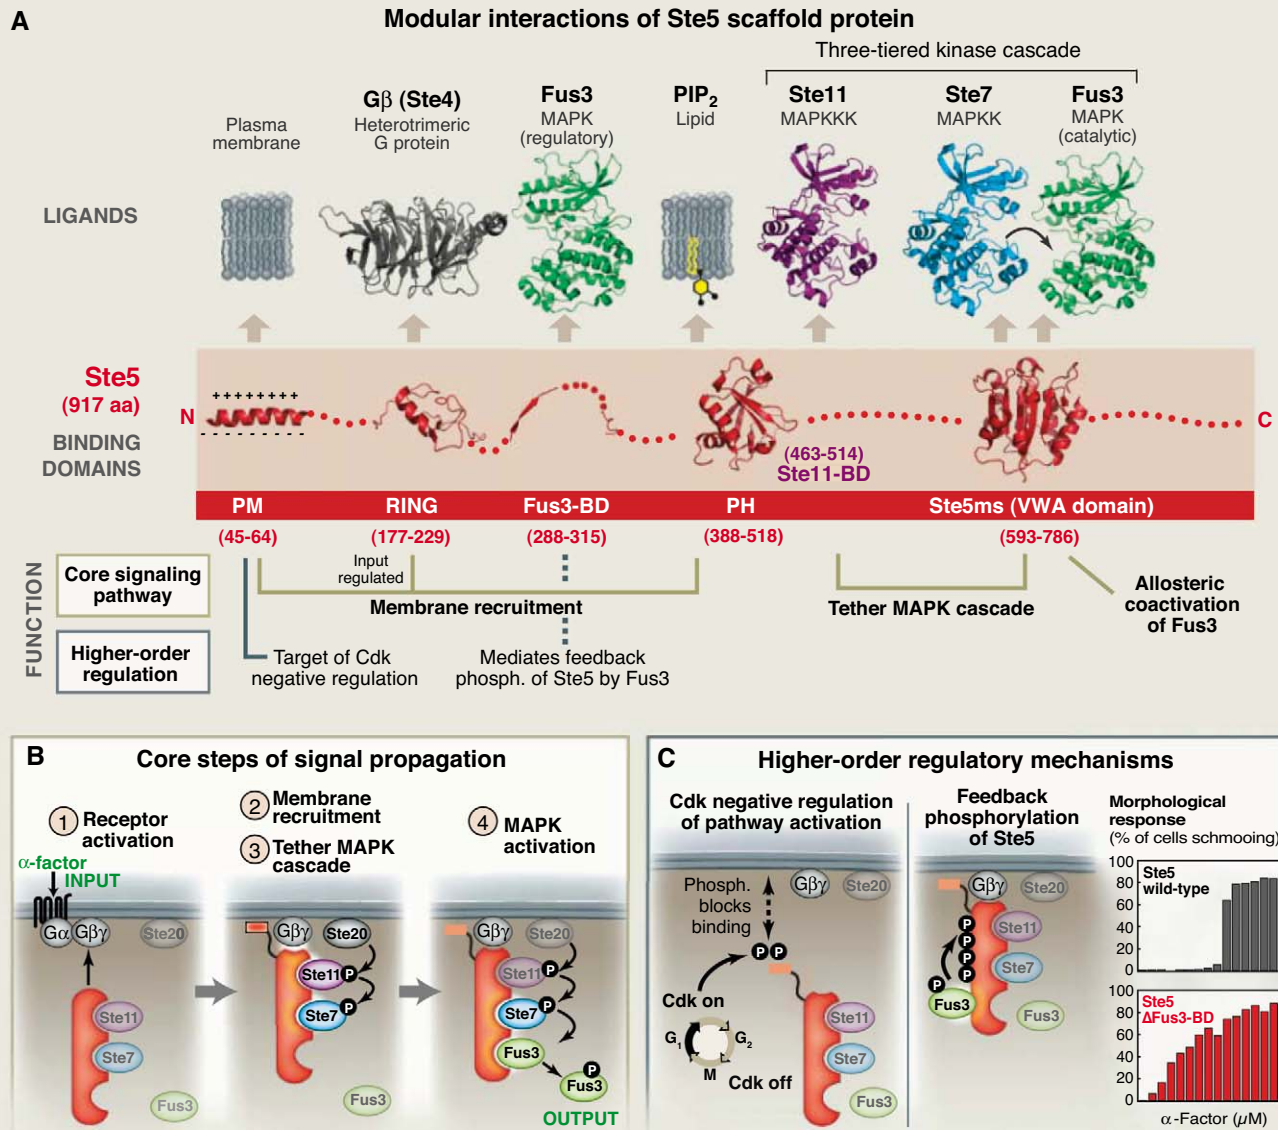 A
Modular interactions of Ste5 scaffold protein
Three-tiered kinase cascade
Plasma
membrane
Gβ (Ste4)
Heterotrimeric
G protein
Fus3
MAPK
(regulatory)
PIP2
Lipid
Ste11
MAPKKK
Ste7
MAPKK
Fus3
MAPK
(catalytic)
LIGANDS
Ste5
(917 aa)
BINDING
DOMAINS
N
+ + + + + + + +
- - - - - - - - - -
C
(463-514)
Ste11-BD
PM
RING
Fus3-BD
PH
Ste5ms (VWA domain)
(45-64)
(177-229)
(288-315)
(388-518)
(593-786)
FUNCTION
Core signaling
pathway
Higher-order
regulation
Input
regulated
Membrane recruitment
Tether MAPK cascade
Allosteric
coactivation
of Fus3
Target of Cdk
negative regulation
Mediates feedback
phosph. of Ste5 by Fus3
B
Core steps of signal propagation
1 Receptor
activation
α-factor
INPUT
Gα
Gβγ
Ste20
Ste11
Ste7
Fus3
2 Membrane
recruitment
3 Tether MAPK
cascade
Gβγ
Ste20
Ste11
P
Ste7
P
Fus3
4 MAPK
activation
Gβγ
Ste20
Ste11
P
Ste7
P
Fus3
P
Fus3
OUTPUT
C
Higher-order regulatory mechanisms
Cdk negative regulation
of pathway activation
Phosph.
blocks
binding
Gβγ
Ste20
P P
Cdk on
G1
G2
M
Cdk off
Ste11
Ste7
Fus3
Feedback
phosphorylation
of Ste5
Gβγ
Ste20
P
P
P
P
Ste11
Ste7
P
Fus3
Fus3
Morphological
response
(% of cells schmooing)
100
80
60
40
20
0
Ste5
wild-type
100
80
60
40
20
0
Ste5
ΔFus3-BD
α-Factor (µM)